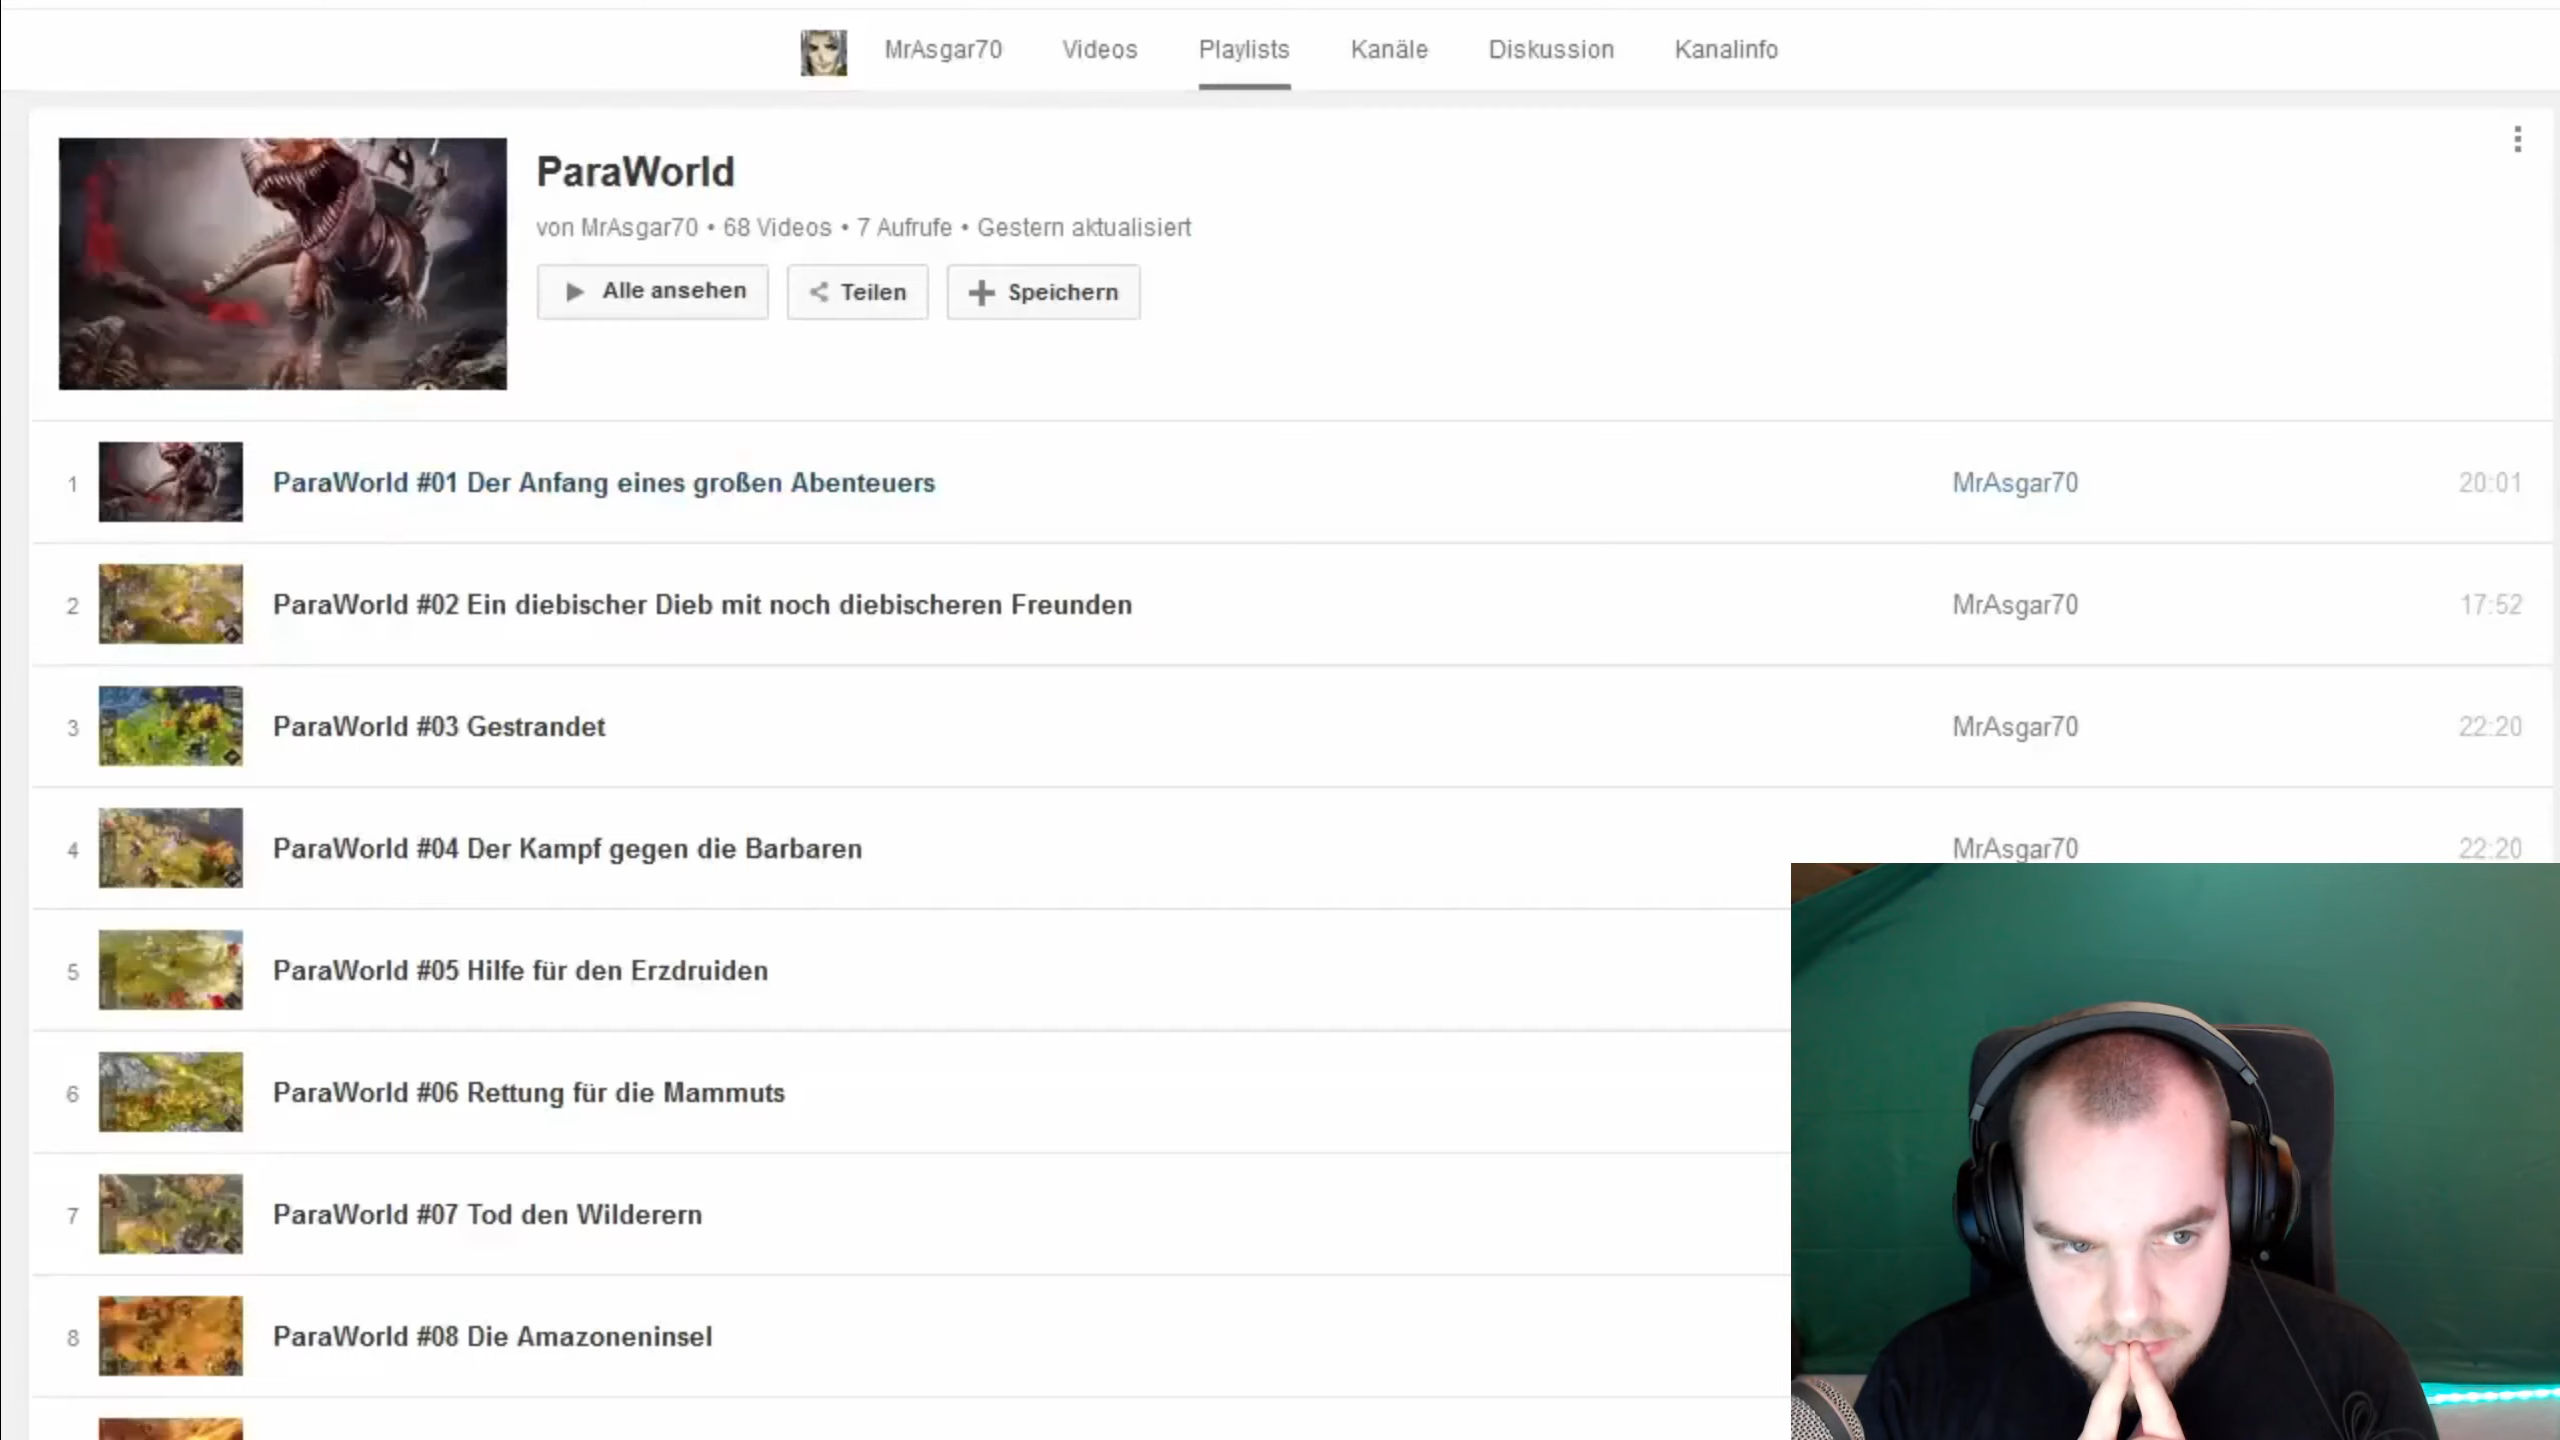 MrAsgar70 Videos Playlists Kanäle Diskussion Kanalinfo
ParaWorld
von MrAsgar70 • 68 Videos • 7 Aufrufe • Gestern aktualisiert
Alle ansehen Teilen Speichern
1 ParaWorld #01 Der Anfang eines großen Abenteuers MrAsgar70 20:01
2 ParaWorld #02 Ein diebischer Dieb mit noch diebischeren Freunden MrAsgar70 17:52
3 ParaWorld #03 Gestrandet MrAsgar70 22:20
4 ParaWorld #04 Der Kampf gegen die Barbaren MrAsgar70 22:20
5 ParaWorld #05 Hilfe für den Erzdruiden
6 ParaWorld #06 Rettung für die Mammuts
7 ParaWorld #07 Tod den Wilderern
8 ParaWorld #08 Die Amazoneninsel